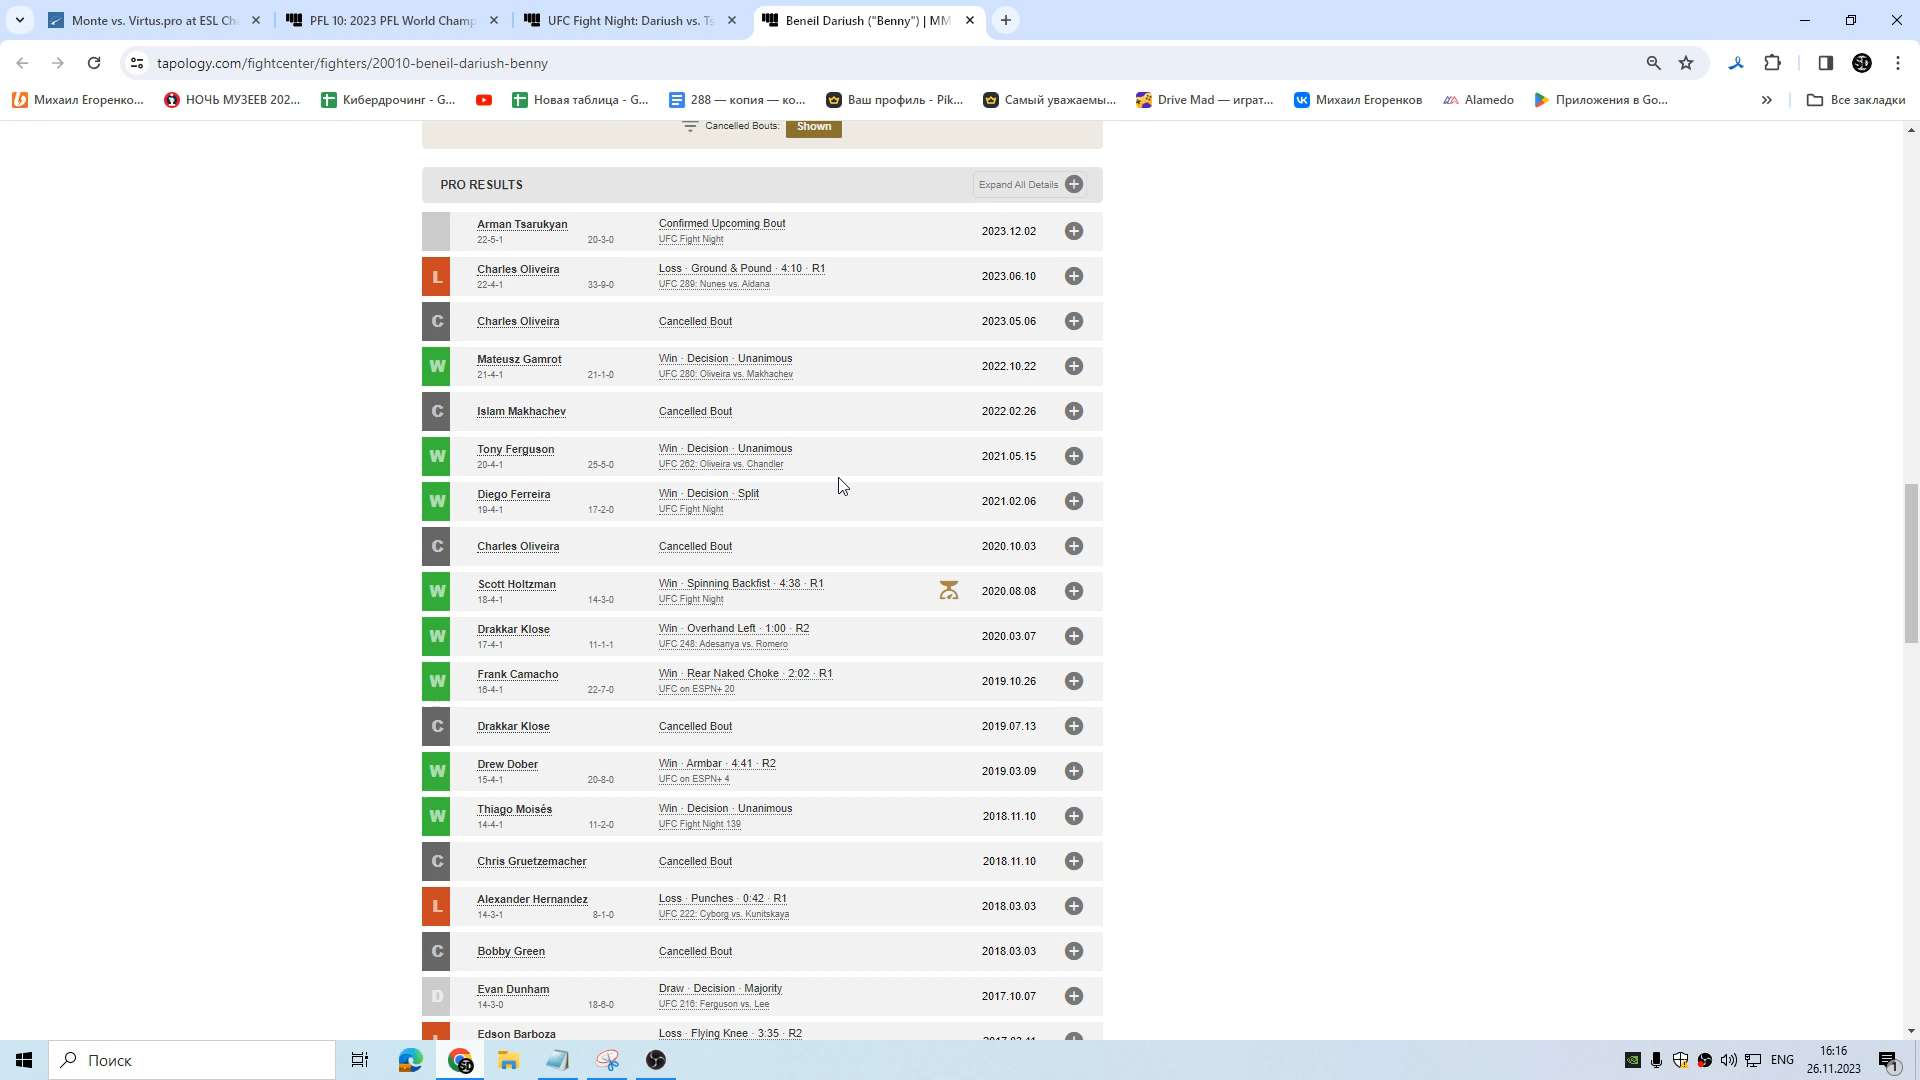 Monte vs. Virtus.pro at ESL Ch
PFL 10: 2023 PFL World Champ
UFC Fight Night: Dariush vs. Ts
Beneil Dariush ("Benny") | MM
tapology.com/fightcenter/fighters/20010-beneil-dariush-benny
Михаил Егоренко...
НОЧЬ МУЗЕЕВ 202...
Кибердрочинг - G...
Новая таблица - G...
288 — копия — ко...
Ваш профиль - Pik...
Самый уважаемы...
Drive Mad — играт...
Михаил Егоренков
Alamedo
Приложения в Go...
»
Все закладки
Cancelled Bouts: Shown
PRO RESULTS
Expand All Details
Arman Tsarukyan Confirmed Upcoming Bout 2023.12.02
22-5-1 20-3-0 UFC Fight Night
L Charles Oliveira Loss · Ground & Pound · 4:10 · R1 2023.06.10
22-4-1 33-9-0 UFC 289: Nunes vs. Aldana
C Charles Oliveira Cancelled Bout 2023.05.06
W Mateusz Gamrot Win · Decision · Unanimous 2022.10.22
21-4-1 21-1-0 UFC 280: Oliveira vs. Makhachev
C Islam Makhachev Cancelled Bout 2022.02.26
W Tony Ferguson Win · Decision · Unanimous 2021.05.15
20-4-1 25-5-0 UFC 262: Oliveira vs. Chandler
W Diego Ferreira Win · Decision · Split 2021.02.06
19-4-1 17-2-0 UFC Fight Night
C Charles Oliveira Cancelled Bout 2020.10.03
W Scott Holtzman Win · Spinning Backfist · 4:38 · R1 2020.08.08
18-4-1 14-3-0 UFC Fight Night
W Drakkar Klose Win · Overhand Left · 1:00 · R2 2020.03.07
17-4-1 11-1-1 UFC 248: Adesanya vs. Romero
W Frank Camacho Win · Rear Naked Choke · 2:02 · R1 2019.10.26
16-4-1 22-7-0 UFC on ESPN+ 20
C Drakkar Klose Cancelled Bout 2019.07.13
W Drew Dober Win · Armbar · 4:41 · R2 2019.03.09
15-4-1 20-8-0 UFC on ESPN+ 4
W Thiago Moisés Win · Decision · Unanimous 2018.11.10
14-4-1 11-2-0 UFC Fight Night 139
C Chris Gruetzemacher Cancelled Bout 2018.11.10
L Alexander Hernandez Loss · Punches · 0:42 · R1 2018.03.03
14-3-1 8-1-0 UFC 222: Cyborg vs. Kunitskaya
C Bobby Green Cancelled Bout 2018.03.03
D Evan Dunham Draw · Decision · Majority 2017.10.07
14-3-0 18-6-0 UFC 216: Ferguson vs. Lee
Edson Barboza Loss · Flying Knee · 3:35 · R2
Поиск
ENG
16:16
26.11.2023
1